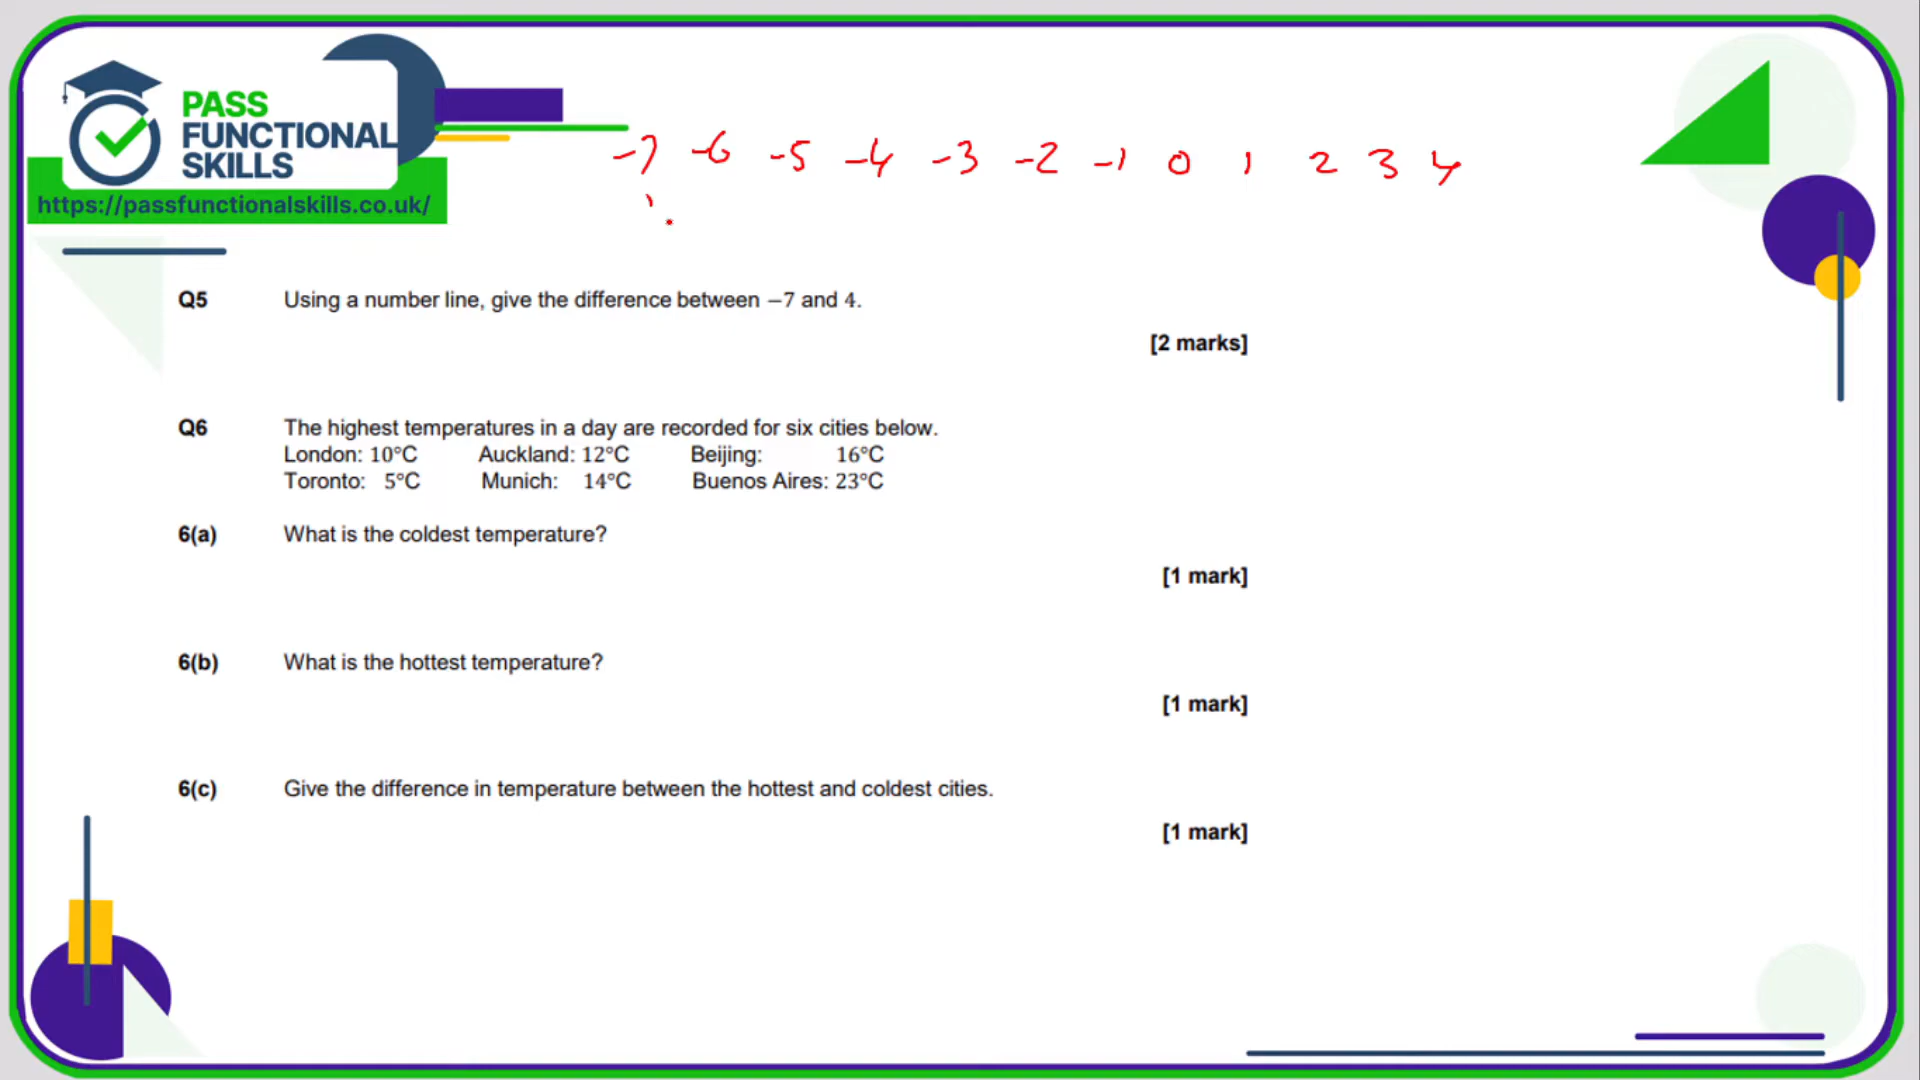 PASS
FUNCTIONAL
SKILLS
https://passfunctionalskills.co.uk/
-7 -6 -5 -4 -3 -2 -1 0 1 2 3 4
Q5 Using a number line, give the difference between −7 and 4.
[2 marks]
Q6 The highest temperatures in a day are recorded for six cities below.
London: 10°C Auckland: 12°C Beijing: 16°C
Toronto: 5°C Munich: 14°C Buenos Aires: 23°C
6(a) What is the coldest temperature?
[1 mark]
6(b) What is the hottest temperature?
[1 mark]
6(c) Give the difference in temperature between the hottest and coldest cities.
[1 mark]